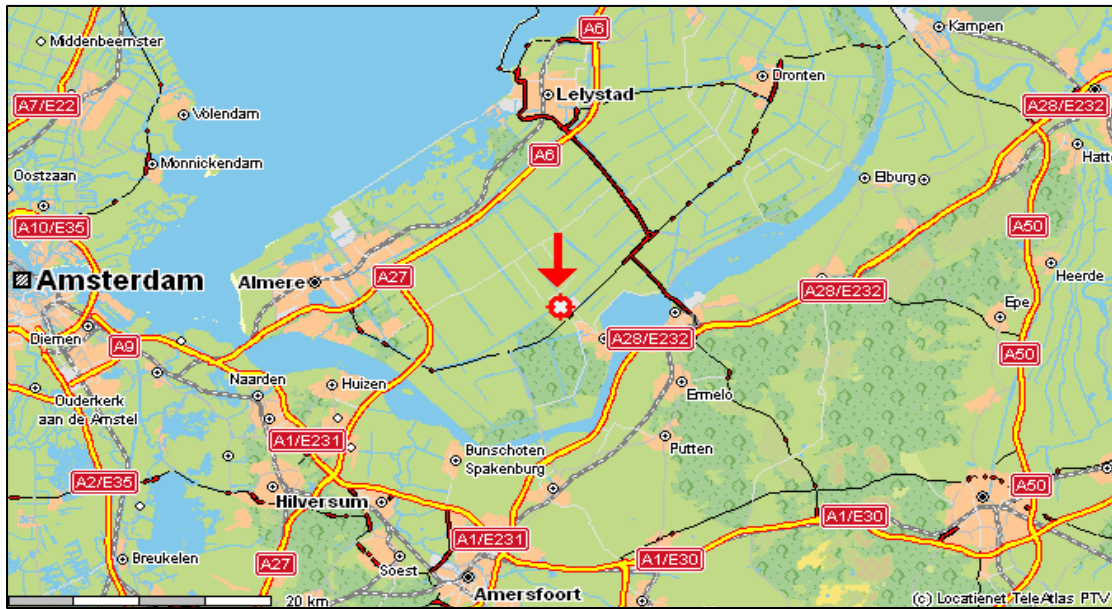 A6
Kampen
Middenbeemster
Dronten
Lelystad
A7/E22
A28/E232
Volendam
Hatte
A6
Monnickendam
Oostzaan
Elburg
A10/E35
A50
Heerde
Amsterdam
Almere
A27
A28/E232
Epe
Diemen
A9
A28/E232
A50
Naarden
Huizen
Ermelo
Ouderkerk
aan de Amstel
A1/E231
Putten
Bunschoten
Spakenburg
A2/E35
A50
Hilversum
A1/E30
A1/E231
Breukelen
A27
Soest
A1/E30
Amersfoort
20 km
(c) Locatienet TeleAtlas PTV